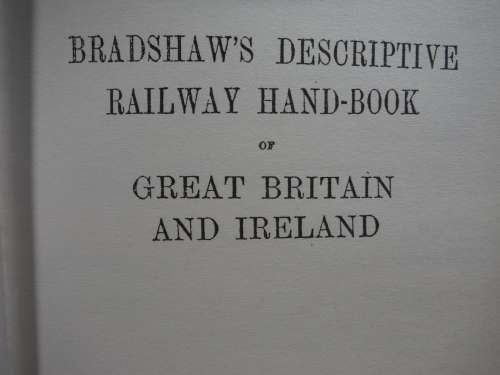 BRADSHAW'S DESCRIPTIVE
RAILWAY HAND-BOOK
OF
GREAT BRITAIN
AND IRELAND